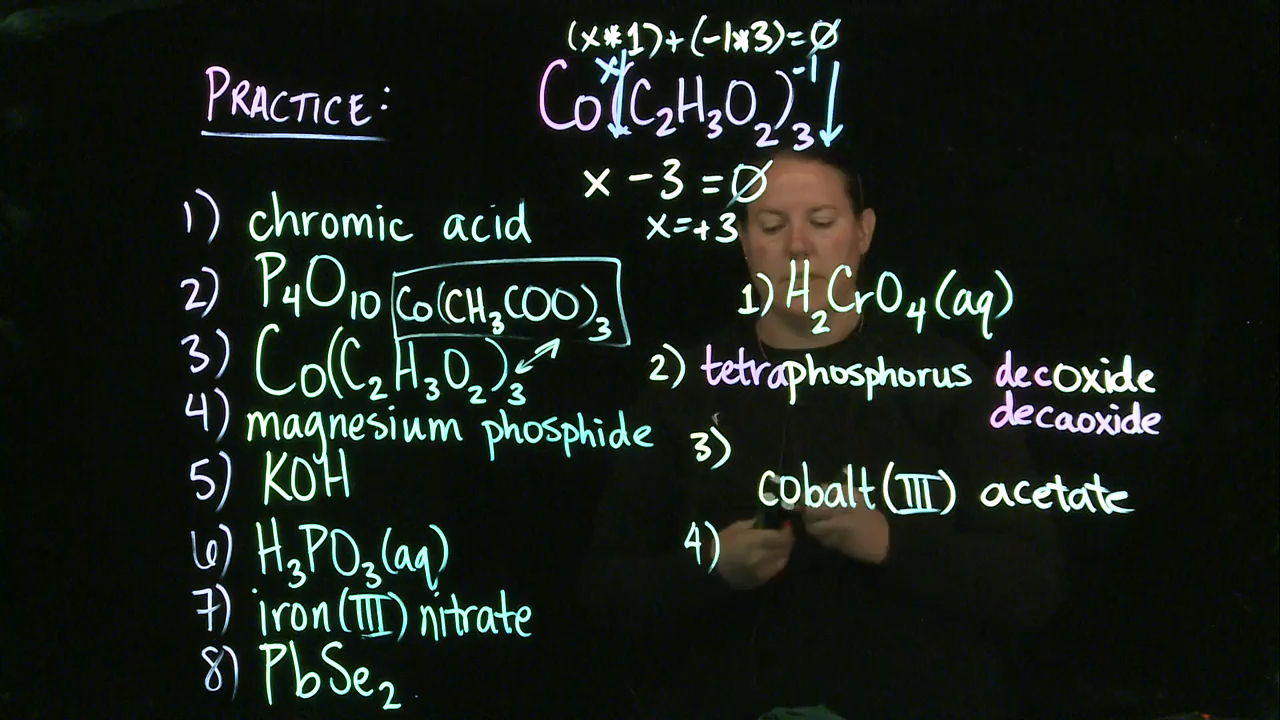 (x*1)+(-1*3)=∅
PRACTICE:
Co(C₂H₃O₂)₃
x -1
x - 3 = ∅
x = +3
1) chromic acid
2) P₄O₁₀
Co(CH₃COO)₃
3) Co(C₂H₃O₂)₃
4) magnesium phosphide
5) KOH
6) H₃PO₃(aq)
7) iron(III) nitrate
8) PbSe₂
1) H₂CrO₄(aq)
2) tetraphosphorus decoxide
decaoxide
3)
cobalt(III) acetate
4)